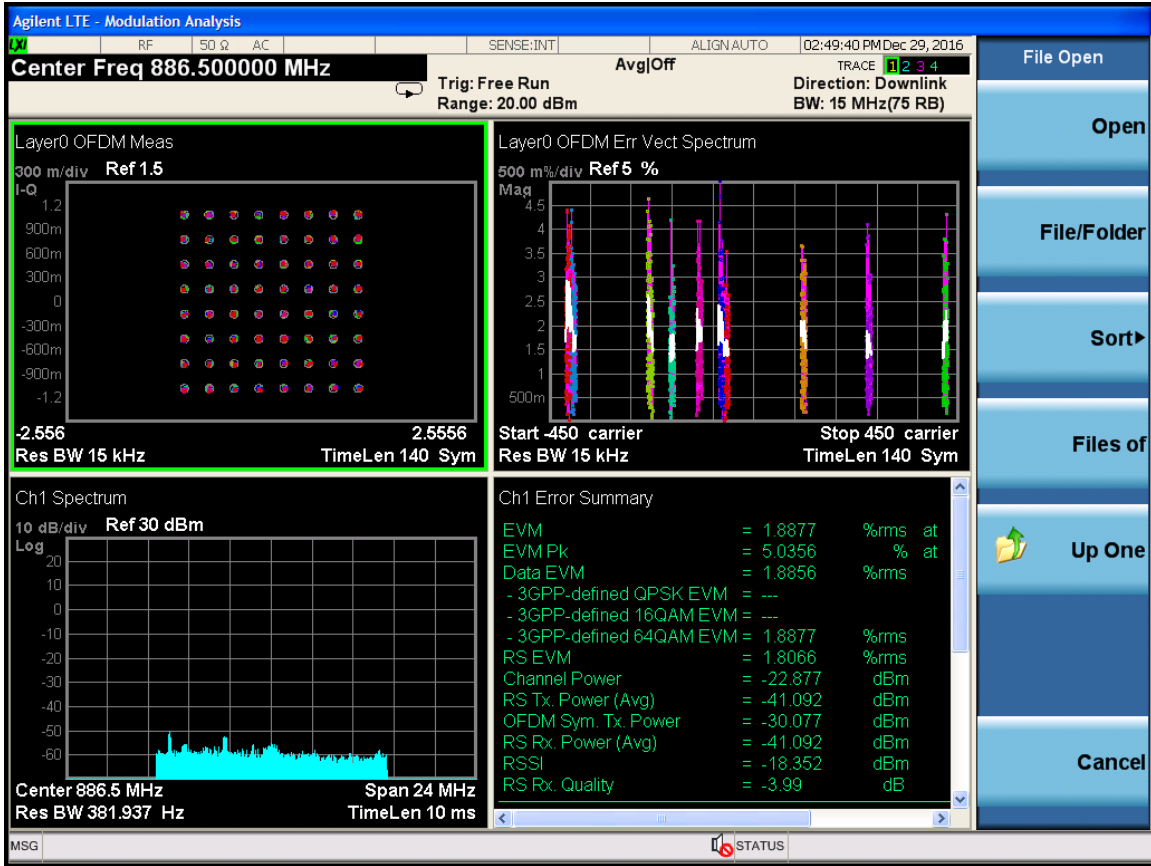 Agilent LTE - Modulation Analysis
LXI RF 50 Ω AC SENSE:INT ALIGN AUTO 02:49:40 PM Dec 29, 2016
Center Freq 886.500000 MHz
Avg|Off
TRACE 1 2 3 4
Trig: Free Run
Direction: Downlink
Range: 20.00 dBm
BW: 15 MHz(75 RB)
Layer0 OFDM Meas
300 m/div Ref 1.5
I-Q
1.2
900m
600m
300m
0
-300m
-600m
-900m
-1.2
-2.556 2.5556
Res BW 15 kHz TimeLen 140 Sym
Layer0 OFDM Err Vect Spectrum
500 m%/div Ref 5 %
Mag
4.5
4
3.5
3
2.5
2
1.5
1
500m
Start -450 carrier Stop 450 carrier
Res BW 15 kHz TimeLen 140 Sym
Ch1 Spectrum
10 dB/div Ref 30 dBm
Log
20
10
0
-10
-20
-30
-40
-50
-60
Center 886.5 MHz Span 24 MHz
Res BW 381.937 Hz TimeLen 10 ms
Ch1 Error Summary
EVM = 1.8877 %rms at
EVM Pk = 5.0356 % at
Data EVM = 1.8856 %rms
- 3GPP-defined QPSK EVM = ---
- 3GPP-defined 16QAM EVM = ---
- 3GPP-defined 64QAM EVM = 1.8877 %rms
RS EVM = 1.8066 %rms
Channel Power = -22.877 dBm
RS Tx. Power (Avg) = -41.092 dBm
OFDM Sym. Tx. Power = -30.077 dBm
RS Rx. Power (Avg) = -41.092 dBm
RSSI = -18.352 dBm
RS Rx. Quality = -3.99 dB
File Open
Open
File/Folder
Sort
Files of
Up One
Cancel
MSG STATUS